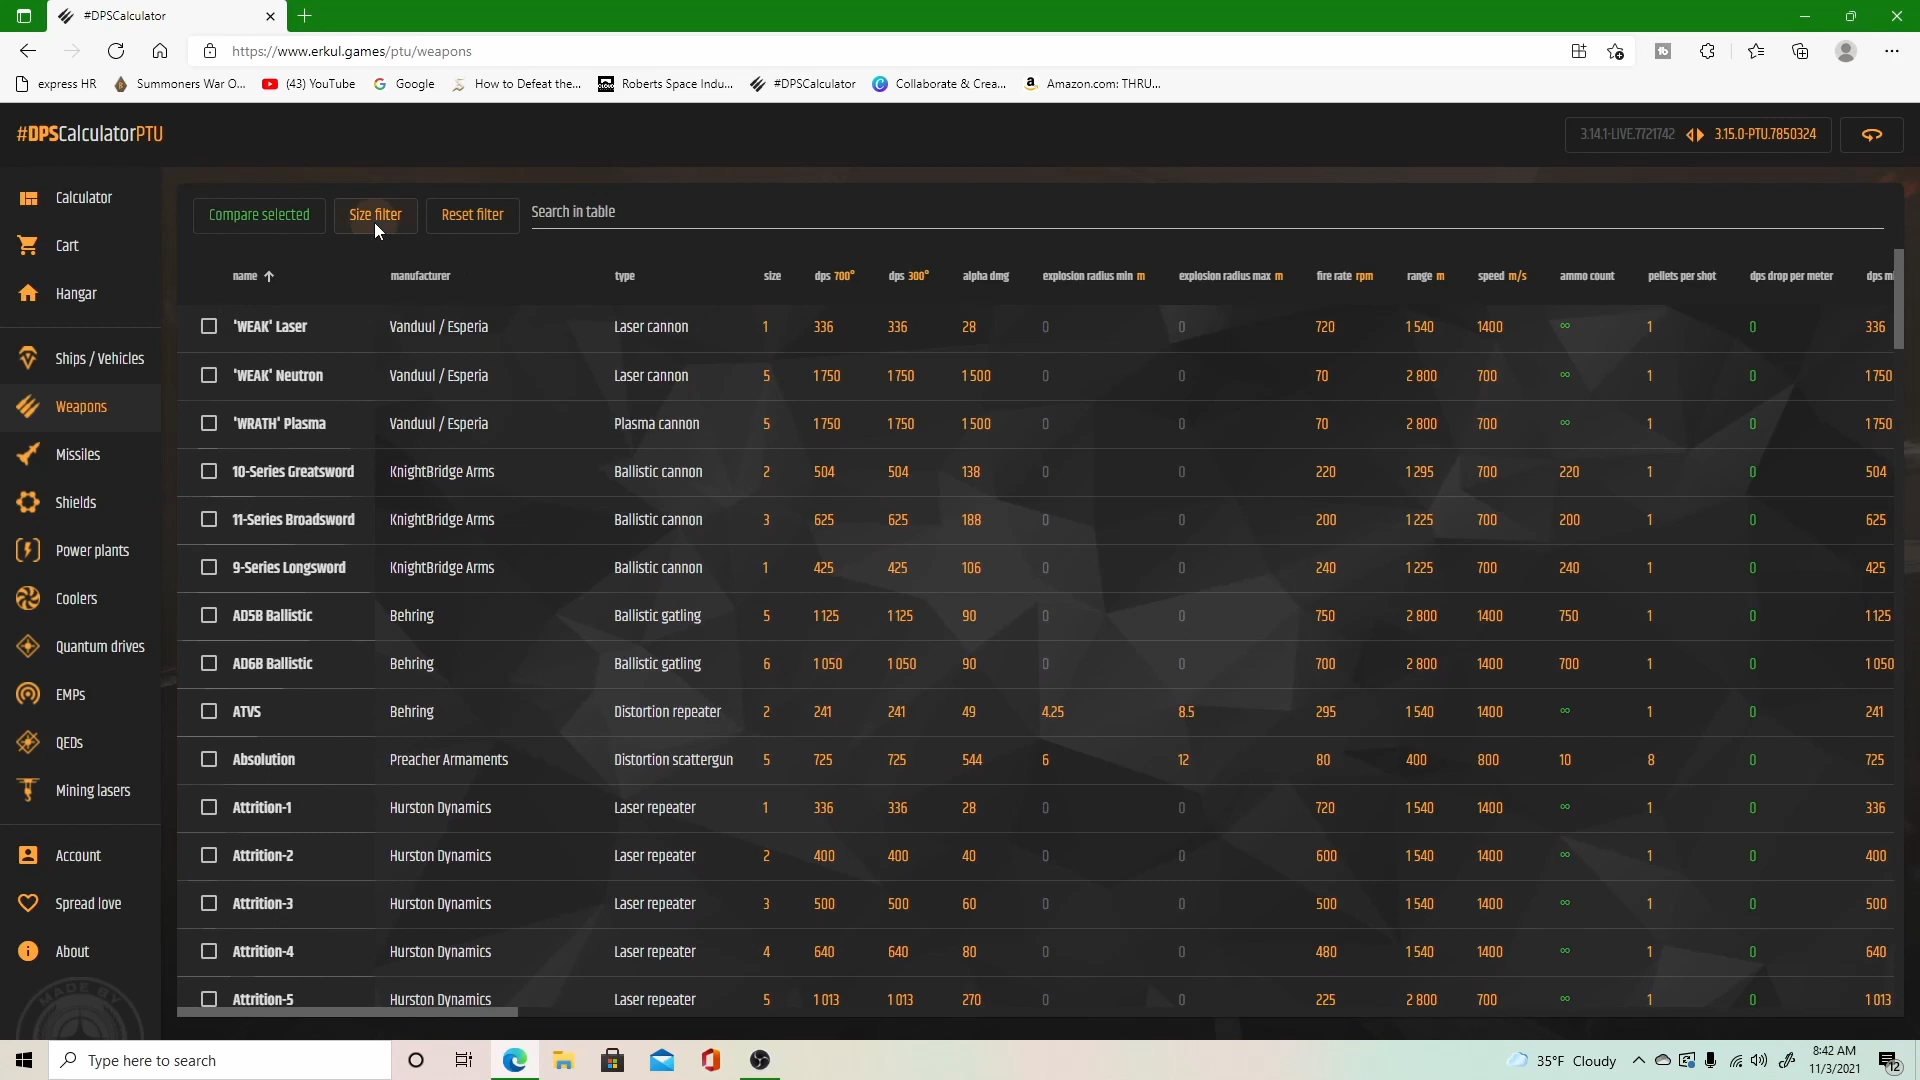 #DPSCalculator
https://www.erkul.games/ptu/weapons
express HR Summoners War O... (43) YouTube Google How to Defeat the... Roberts Space Indu... #DPSCalculator Collaborate & Crea... Amazon.com: THRU...
#DPSCalculatorPTU
3.14.1-LIVE.7721742 3.15.0-PTU.7850324
Calculator
Cart
Hangar
Ships / Vehicles
Weapons
Missiles
Shields
Power plants
Coolers
Quantum drives
EMPs
QEDs
Mining lasers
Account
Spread love
About
MADE BY
Compare selected Size filter Reset filter Search in table
name manufacturer type size dps 700° dps 300° alpha dmg explosion radius min m explosion radius max m fire rate rpm range m speed m/s ammo count pellets per shot dps drop per meter dps mi
'WEAK' Laser Vanduul / Esperia Laser cannon 1 336 336 28 0 0 720 1 540 1400 ∞ 1 0 336
'WEAK' Neutron Vanduul / Esperia Laser cannon 5 1 750 1 750 1 500 0 0 70 2 800 700 ∞ 1 0 1 750
'WRATH' Plasma Vanduul / Esperia Plasma cannon 5 1 750 1 750 1 500 0 0 70 2 800 700 ∞ 1 0 1 750
10-Series Greatsword KnightBridge Arms Ballistic cannon 2 504 504 138 0 0 220 1 295 700 220 1 0 504
11-Series Broadsword KnightBridge Arms Ballistic cannon 3 625 625 188 0 0 200 1 225 700 200 1 0 625
9-Series Longsword KnightBridge Arms Ballistic cannon 1 425 425 106 0 0 240 1 225 700 240 1 0 425
AD5B Ballistic Behring Ballistic gatling 5 1 125 1 125 90 0 0 750 2 800 1400 750 1 0 1 125
AD6B Ballistic Behring Ballistic gatling 6 1 050 1 050 90 0 0 700 2 800 1400 700 1 0 1 050
ATVS Behring Distortion repeater 2 241 241 49 4.25 8.5 295 1 540 1400 ∞ 1 0 241
Absolution Preacher Armaments Distortion scattergun 5 725 725 544 6 12 80 400 800 10 8 0 725
Attrition-1 Hurston Dynamics Laser repeater 1 336 336 28 0 0 720 1 540 1400 ∞ 1 0 336
Attrition-2 Hurston Dynamics Laser repeater 2 400 400 40 0 0 600 1 540 1400 ∞ 1 0 400
Attrition-3 Hurston Dynamics Laser repeater 3 500 500 60 0 0 500 1 540 1400 ∞ 1 0 500
Attrition-4 Hurston Dynamics Laser repeater 4 640 640 80 0 0 480 1 540 1400 ∞ 1 0 640
Attrition-5 Hurston Dynamics Laser repeater 5 1 013 1 013 270 0 0 225 2 800 700 ∞ 1 0 1 013
Type here to search
35°F Cloudy
8:42 AM
11/3/2021
12